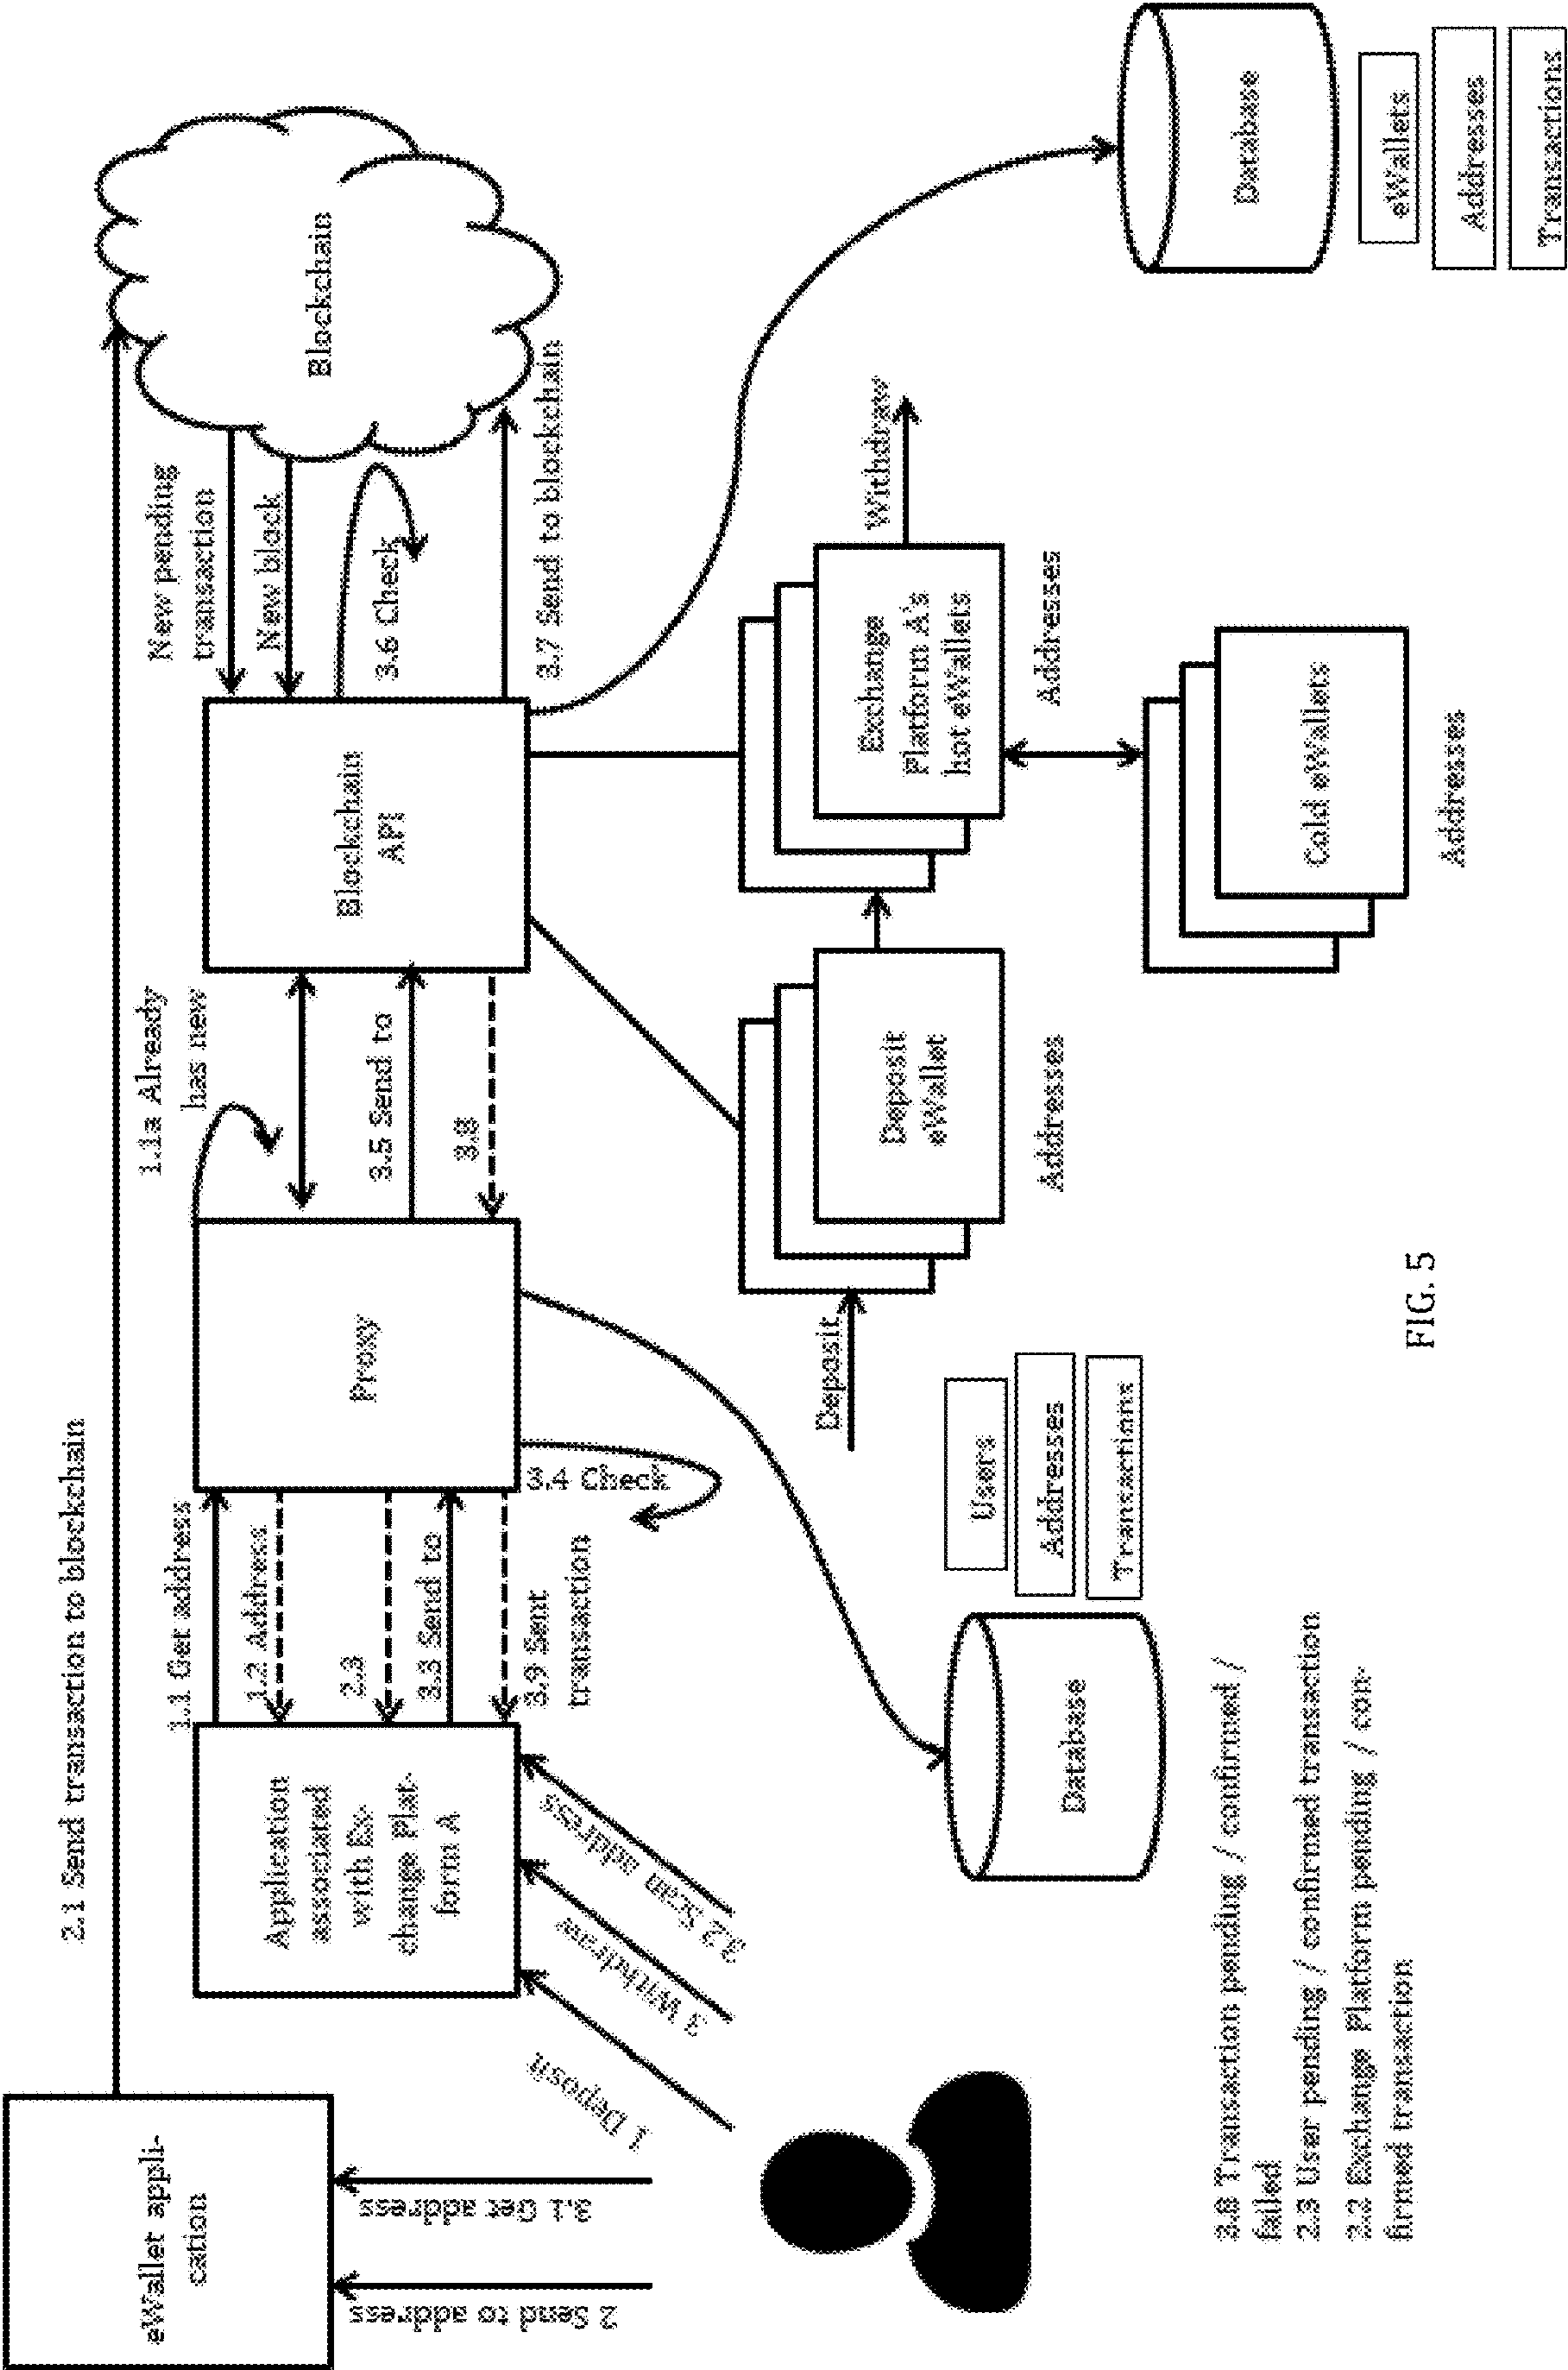 eWallet appli-
cation
2 Send to address
3.1 Get address
2.1 Send transaction to blockchain
1 Deposit
3 Withdraw
3.2 Scan address
Application
associated
with Ex-
change Plat-
form A
1.1 Get address
1.2 Address
2.3
3.3 Send to
3.9 Sent
transaction
Proxy
3.4 Check
1.1a Already
has new
3.5 Send to
3.8
Blockchain
API
New pending
transaction
New block
3.6 Check
3.7 Send to blockchain
Blockchain
Database
Users
Addresses
Transactions
Deposit
Deposit
eWallet
Addresses
Exchange
Platform A's
hot eWallets
Addresses
Withdraw
Cold eWallets
Addresses
Database
eWallets
Addresses
Transactions
3.8 Transaction pending / confirmed /
failed
2.3 User pending / confirmed transaction
2.2 Exchange Platform pending / con-
firmed transaction
FIG. 5